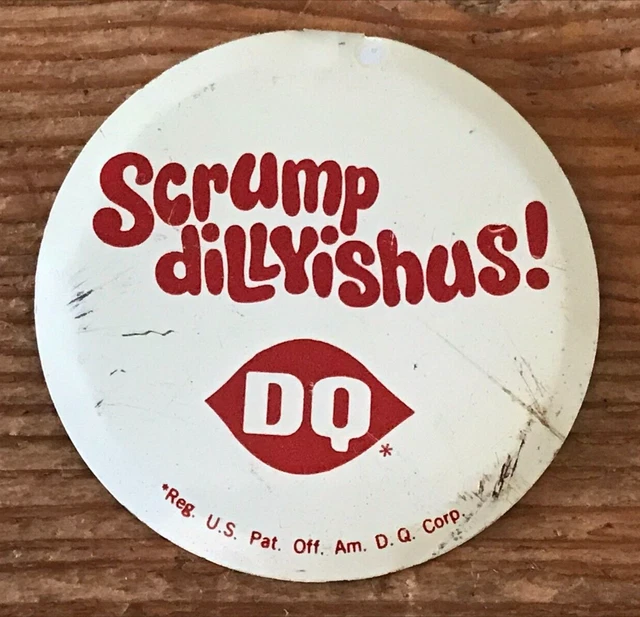 Scrump
dillyishus!
DQ*
*Reg. U.S. Pat. Off. Am. D.Q. Corp.